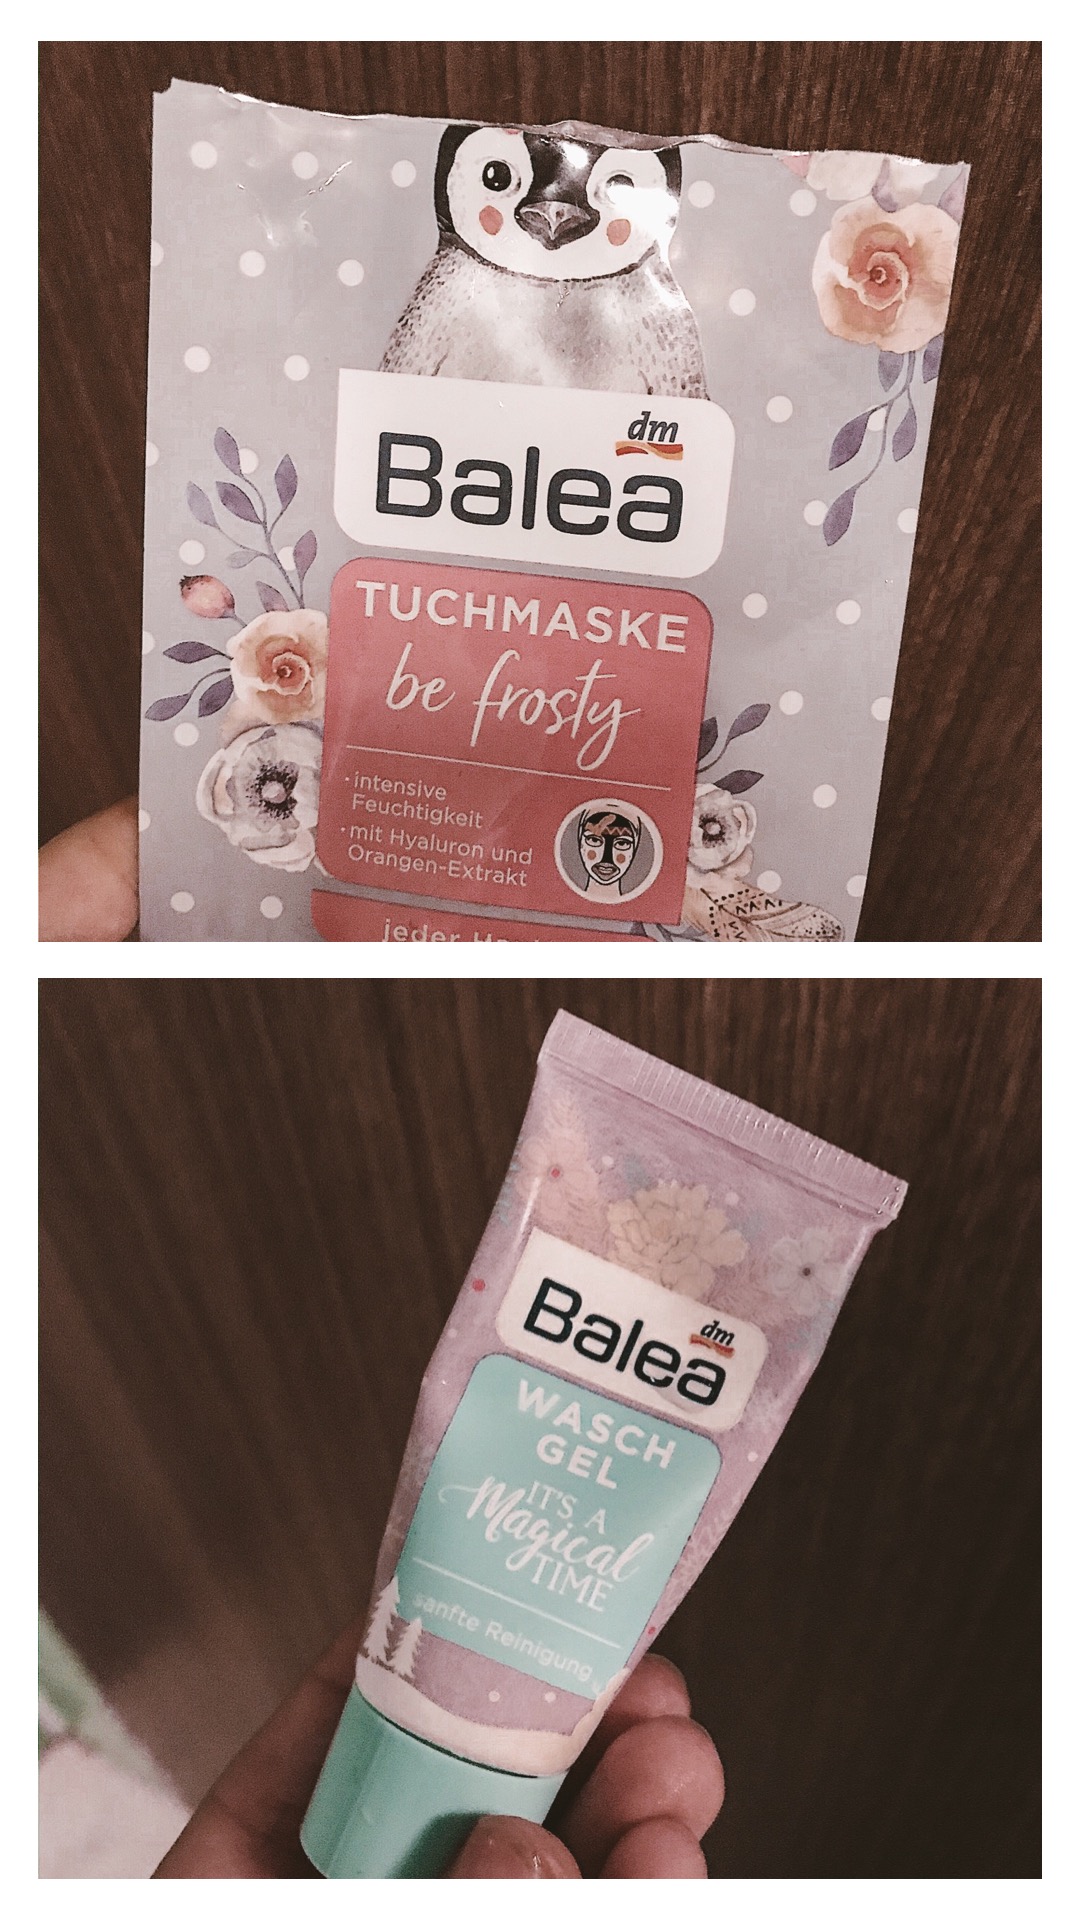 dm
Balea
TUCHMASKE
be frosty
· intensive
Feuchtigkeit
· mit Hyaluron und
Orangen-Extrakt
jeder
dm
Balea
WASCH
GEL
IT'S A
Magical
TIME
sanfte Reinigung